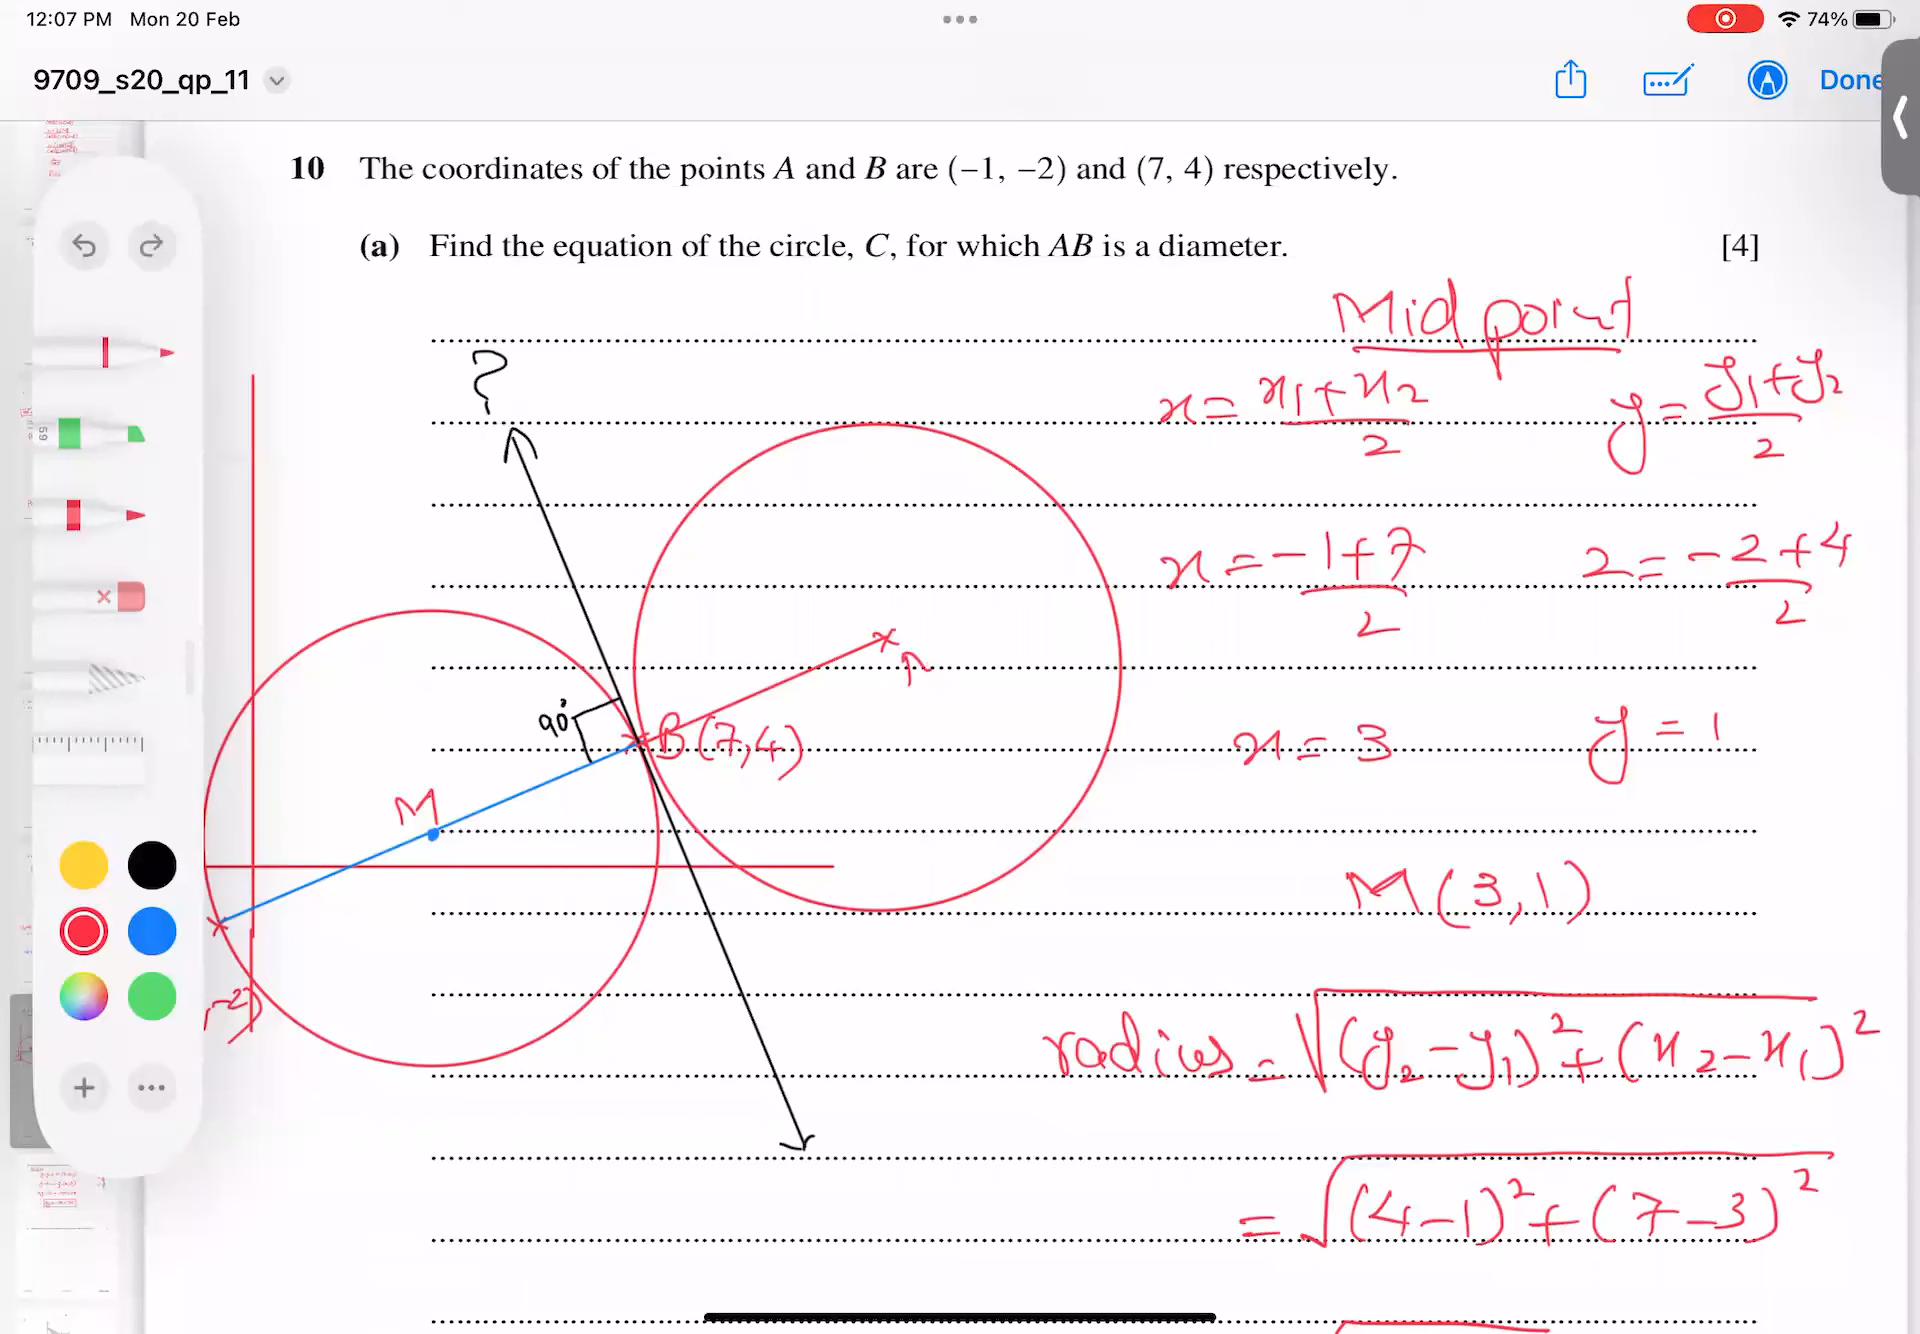 12:07 PM Mon 20 Feb
74%
9709_s20_qp_11
Done
10 The coordinates of the points A and B are (−1, −2) and (7, 4) respectively.
(a) Find the equation of the circle, C, for which AB is a diameter. [4]
Midpoint
?
x = x1+x2/2 y = y1+y2/2
x = -1+7/2 2 = -2+4/2
90°
B(7,4)
x = 3 y = 1
M
M(3,1)
59
radius = √(y2-y1)²+(x2-x1)²
= √(4-1)²+(7-3)²